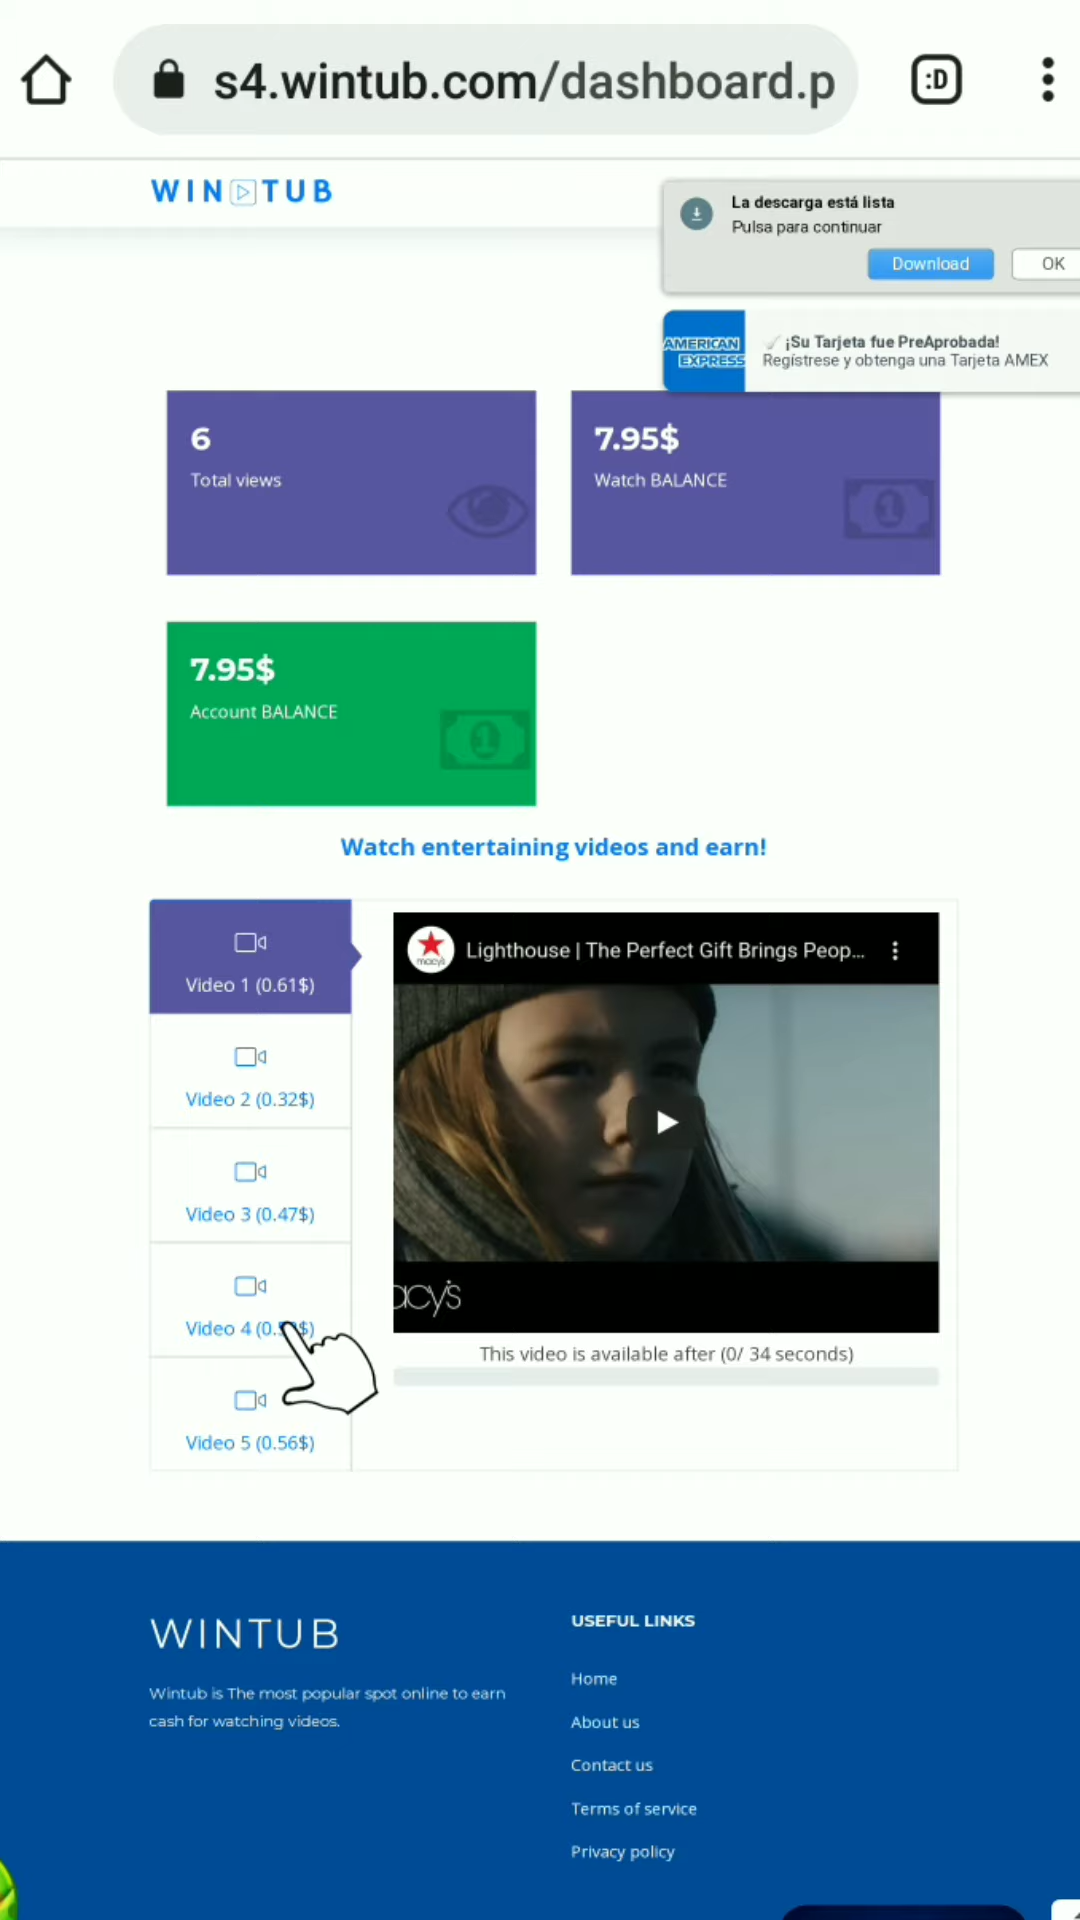 s4.wintub.com/dashboard.p
:D
WIN TUB
La descarga está lista
Pulsa para continuar
Download
OK
AMERICAN
EXPRESS
¡Su Tarjeta fue PreAprobada!
Regístrese y obtenga una Tarjeta AMEX
6
Total views
7.95$
Watch BALANCE
7.95$
Account BALANCE
Watch entertaining videos and earn!
Video 1 (0.61$)
Video 2 (0.32$)
Video 3 (0.47$)
Video 4
Video 5 (0.56$)
macy's
Lighthouse | The Perfect Gift Brings Peop...
acy's
This video is available after (0/ 34 seconds)
WINTUB
Wintub is The most popular spot online to earn
cash for watching videos.
USEFUL LINKS
Home
About us
Contact us
Terms of service
Privacy policy